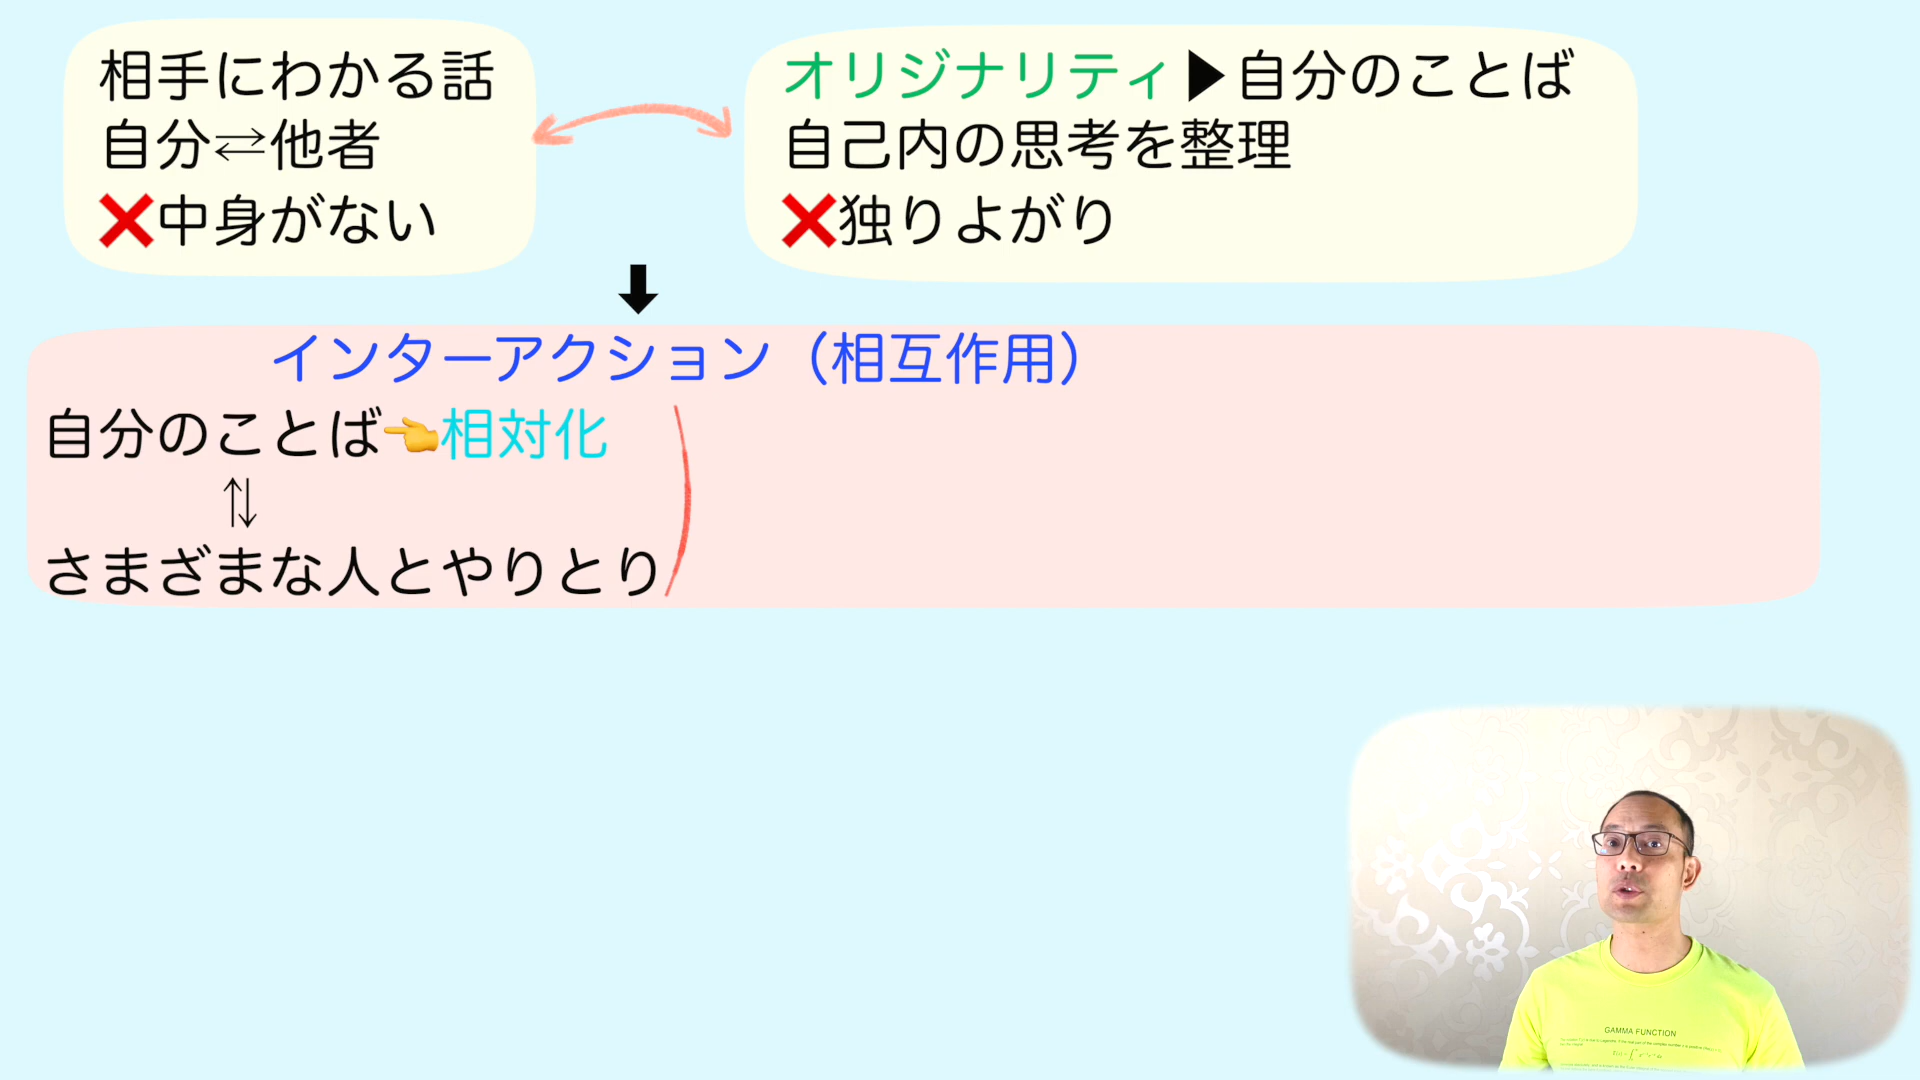 相手にわかる話
自分⇄他者
❌中身がない
オリジナリティ▶自分のことば
自己内の思考を整理
❌独りよがり
⬇
インターアクション（相互作用）
自分のことば👈相対化
⇅
さまざまな人とやりとり
GAMMA FUNCTION